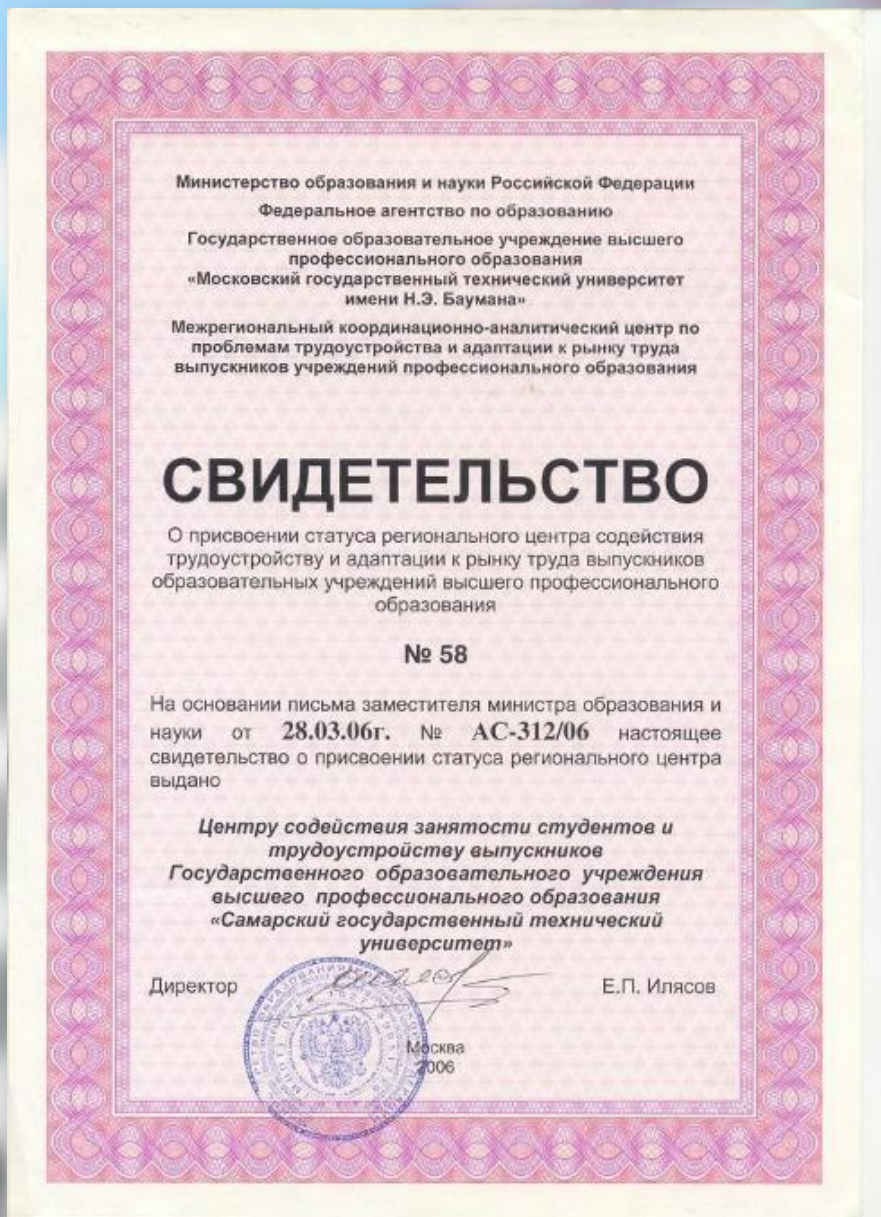 Министерство образования и науки Российской Федерации
Федеральное агентство по образованию
Государственное образовательное учреждение высшего
профессионального образования
«Московский государственный технический университет
имени Н.Э. Баумана»
Межрегиональный координационно-аналитический центр по
проблемам трудоустройства и адаптации к рынку труда
выпускников учреждений профессионального образования
СВИДЕТЕЛЬСТВО
О присвоении статуса регионального центра содействия
трудоустройству и адаптации к рынку труда выпускников
образовательных учреждений высшего профессионального
образования
№ 58
На основании письма заместителя министра образования и
науки от 28.03.06г. № АС-312/06 настоящее
свидетельство о присвоении статуса регионального центра
выдано
Центру содействия занятости студентов и
трудоустройству выпускников
Государственного образовательного учреждения
высшего профессионального образования
«Самарский государственный технический
университет»
Директор Е.П. Илясов
Москва
2006